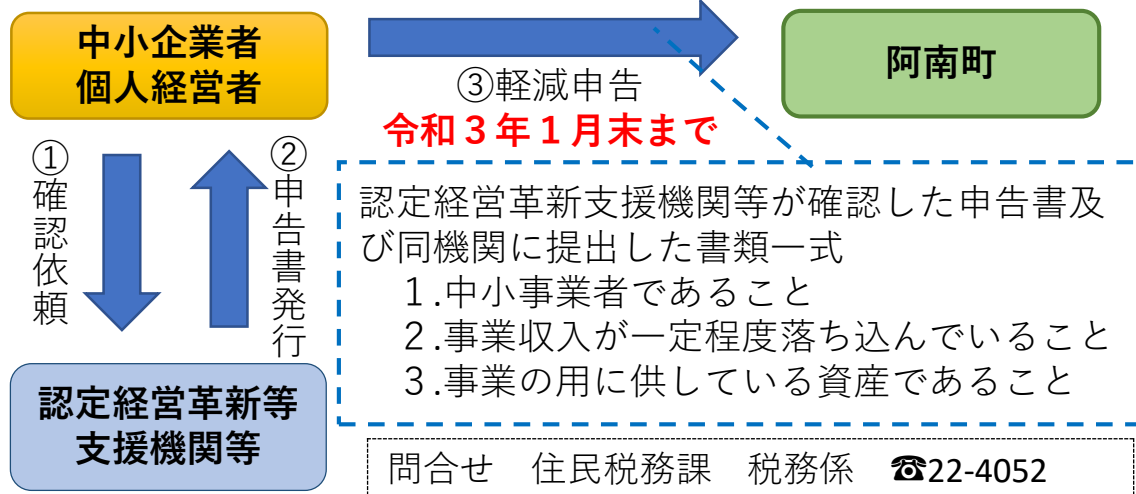 中小企業者
個人経営者
③軽減申告
令和３年１月末まで
阿南町
①確認依頼
②申告書発行
認定経営革新支援機関等が確認した申告書及
び同機関に提出した書類一式
１.中小事業者であること
２.事業収入が一定程度落ち込んでいること
３.事業の用に供している資産であること
認定経営革新等
支援機関等
問合せ　住民税務課　税務係　☎22-4052